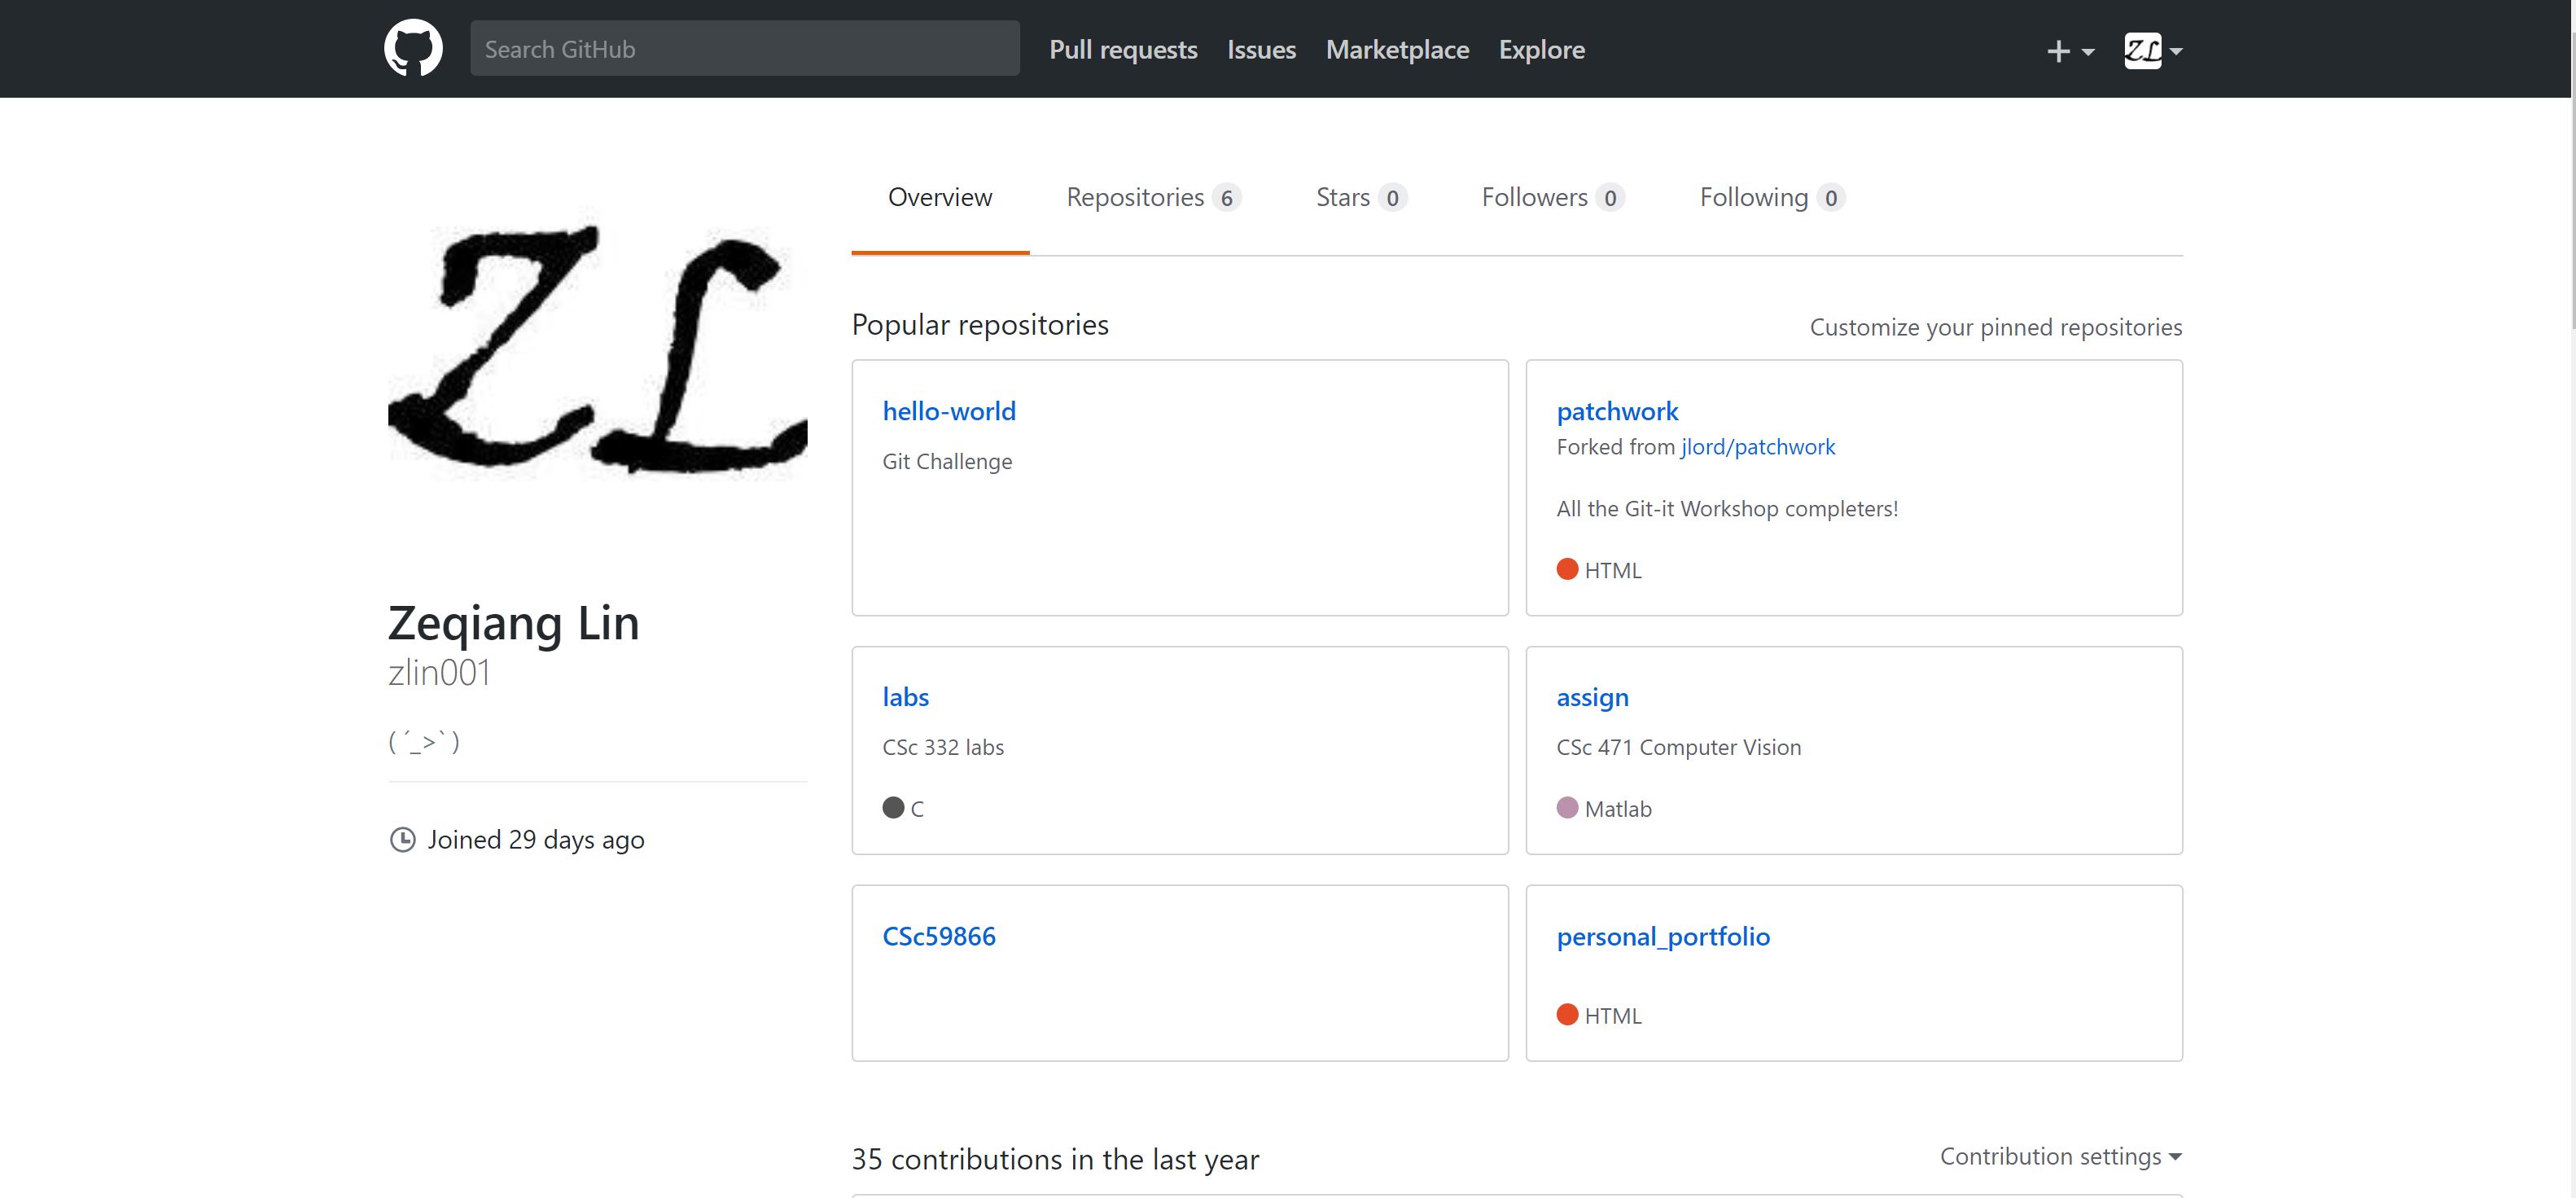 Search GitHub
Pull requests Issues Marketplace Explore
ZL
Overview Repositories 6 Stars 0 Followers 0 Following 0
ZL
Zeqiang Lin
zlin001
( ´_>` )
Joined 29 days ago
Popular repositories
Customize your pinned repositories
hello-world
Git Challenge
patchwork
Forked from jlord/patchwork
All the Git-it Workshop completers!
HTML
labs
CSc 332 labs
C
assign
CSc 471 Computer Vision
Matlab
CSc59866
personal_portfolio
HTML
35 contributions in the last year
Contribution settings